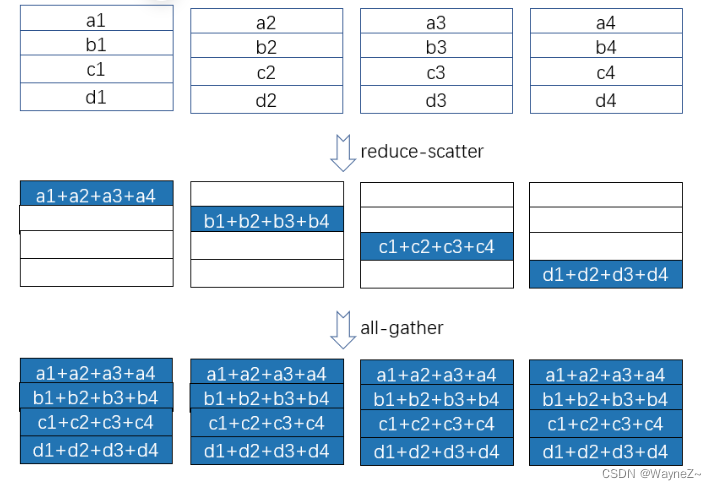 a1 a2 a3 a4
b1 b2 b3 b4
c1 c2 c3 c4
d1 d2 d3 d4
reduce-scatter
a1+a2+a3+a4
b1+b2+b3+b4
c1+c2+c3+c4
d1+d2+d3+d4
all-gather
a1+a2+a3+a4 a1+a2+a3+a4 a1+a2+a3+a4 a1+a2+a3+a4
b1+b2+b3+b4 b1+b2+b3+b4 b1+b2+b3+b4 b1+b2+b3+b4
c1+c2+c3+c4 c1+c2+c3+c4 c1+c2+c3+c4 c1+c2+c3+c4
d1+d2+d3+d4 d1+d2+d3+d4 d1+d2+d3+d4 d1+d2+d3+d4
CSDN @WayneZ~